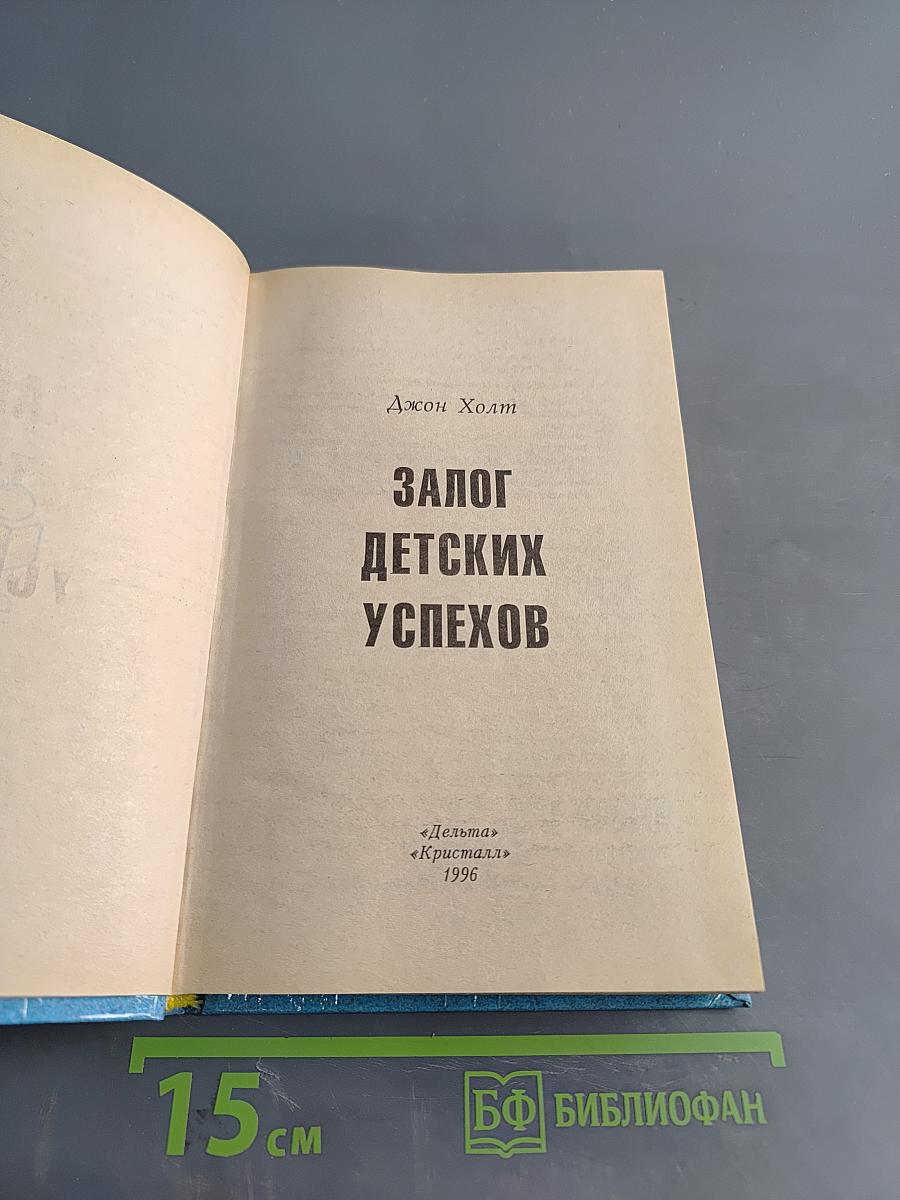 Джон Холт
ЗАЛОГ
ДЕТСКИХ
УСПЕХОВ
«Дельта»
«Кристалл»
1996
15 см
БФ БИБЛИОФАН